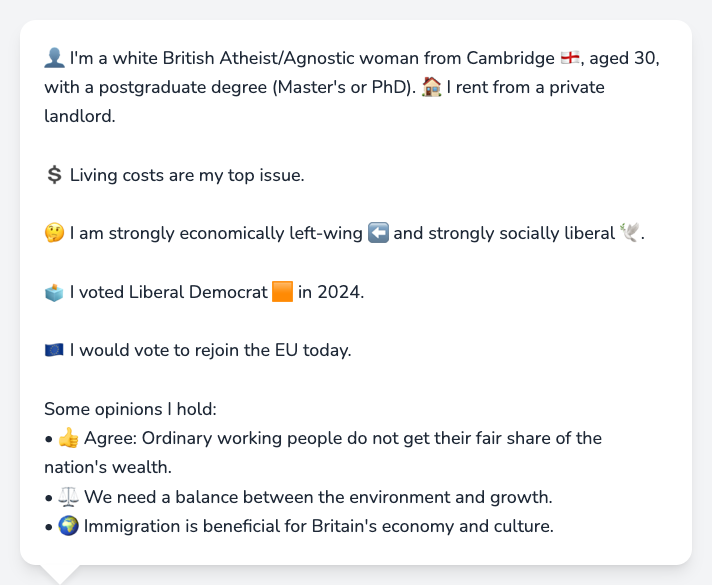 👤 I'm a white British Atheist/Agnostic woman from Cambridge 🏴󠁧󠁢󠁥󠁮󠁧󠁿, aged 30,
with a postgraduate degree (Master's or PhD). 🏠 I rent from a private
landlord.
💲 Living costs are my top issue.
🤔 I am strongly economically left-wing ⬅️ and strongly socially liberal 🕊️.
🗳️ I voted Liberal Democrat 🟧 in 2024.
🇪🇺 I would vote to rejoin the EU today.
Some opinions I hold:
• 👍 Agree: Ordinary working people do not get their fair share of the
nation's wealth.
• ⚖️ We need a balance between the environment and growth.
• 🌍 Immigration is beneficial for Britain's economy and culture.